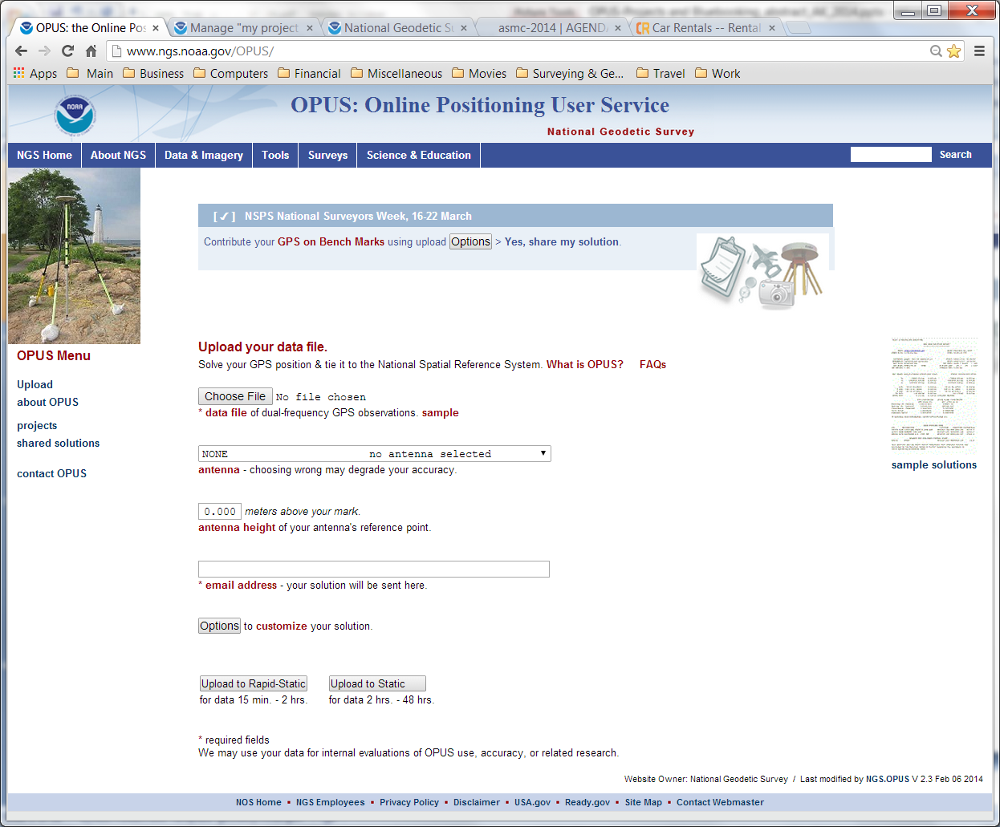 OPUS: the Online Pos
Manage "my project
National Geodetic Su
asmc-2014 | AGENDA
Car Rentals -- Rental
www.ngs.noaa.gov/OPUS/
Apps Main Business Computers Financial Miscellaneous Movies Surveying & Ge... Travel Work
NOAA
OPUS: Online Positioning User Service
National Geodetic Survey
NGS Home About NGS Data & Imagery Tools Surveys Science & Education Search
[✓] NSPS National Surveyors Week, 16-22 March
Contribute your GPS on Bench Marks using upload Options > Yes, share my solution.
OPUS Menu
Upload
about OPUS
projects
shared solutions
contact OPUS
Upload your data file.
Solve your GPS position & tie it to the National Spatial Reference System. What is OPUS? FAQs
Choose File No file chosen
* data file of dual-frequency GPS observations. sample
NONE no antenna selected
antenna - choosing wrong may degrade your accuracy.
0.000 meters above your mark.
antenna height of your antenna's reference point.
* email address - your solution will be sent here.
Options to customize your solution.
Upload to Rapid-Static Upload to Static
for data 15 min. - 2 hrs. for data 2 hrs. - 48 hrs.
sample solutions
* required fields
We may use your data for internal evaluations of OPUS use, accuracy, or related research.
Website Owner: National Geodetic Survey / Last modified by NGS.OPUS V 2.3 Feb 06 2014
NOS Home ▪ NGS Employees ▪ Privacy Policy ▪ Disclaimer ▪ USA.gov ▪ Ready.gov ▪ Site Map ▪ Contact Webmaster